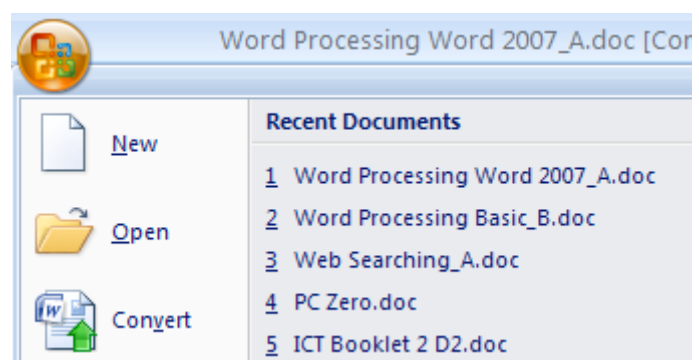 Word Processing Word 2007_A.doc [Con
New
Open
Convert
Recent Documents
1 Word Processing Word 2007_A.doc
2 Word Processing Basic_B.doc
3 Web Searching_A.doc
4 PC Zero.doc
5 ICT Booklet 2 D2.doc